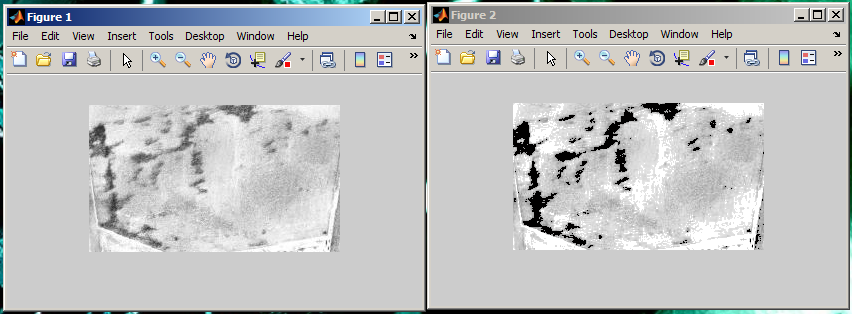 Figure 1
File Edit View Insert Tools Desktop Window Help
Figure 2
File Edit View Insert Tools Desktop Window Help